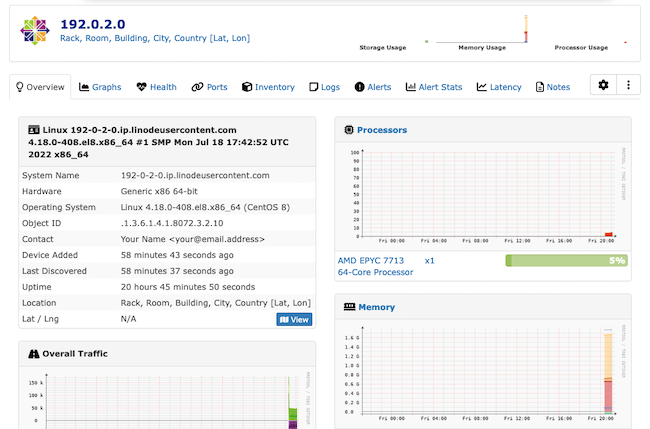 192.0.2.0
Rack, Room, Building, City, Country [Lat, Lon]
Storage Usage
Memory Usage
Processor Usage
Overview Graphs Health Ports Inventory Logs Alerts Alert Stats Latency Notes
Linux 192-0-2-0.ip.linodeusercontent.com
4.18.0-408.el8.x86_64 #1 SMP Mon Jul 18 17:42:52 UTC
2022 x86_64
System Name 192-0-2-0.ip.linodeusercontent.com
Hardware Generic x86 64-bit
Operating System Linux 4.18.0-408.el8.x86_64 (CentOS 8)
Object ID .1.3.6.1.4.1.8072.3.2.10
Contact Your Name <your@email.address>
Device Added 58 minutes 43 seconds ago
Last Discovered 58 minutes 37 seconds ago
Uptime 20 hours 45 minutes 50 seconds
Location Rack, Room, Building, City, Country [Lat, Lon]
Lat / Lng N/A View
Overall Traffic
150 k
100 k
50 k
0
Processors
100
90
80
70
60
50
40
30
20
10
0
Fri 00:00 Fri 04:00 Fri 08:00 Fri 12:00 Fri 16:00 Fri 20:00
AMD EPYC 7713 x1 5%
64-Core Processor
Memory
1.6 G
1.4 G
1.2 G
1.0 G
0.8 G
0.6 G
0.4 G
0.2 G
0.0
Fri 00:00 Fri 04:00 Fri 08:00 Fri 12:00 Fri 16:00 Fri 20:00